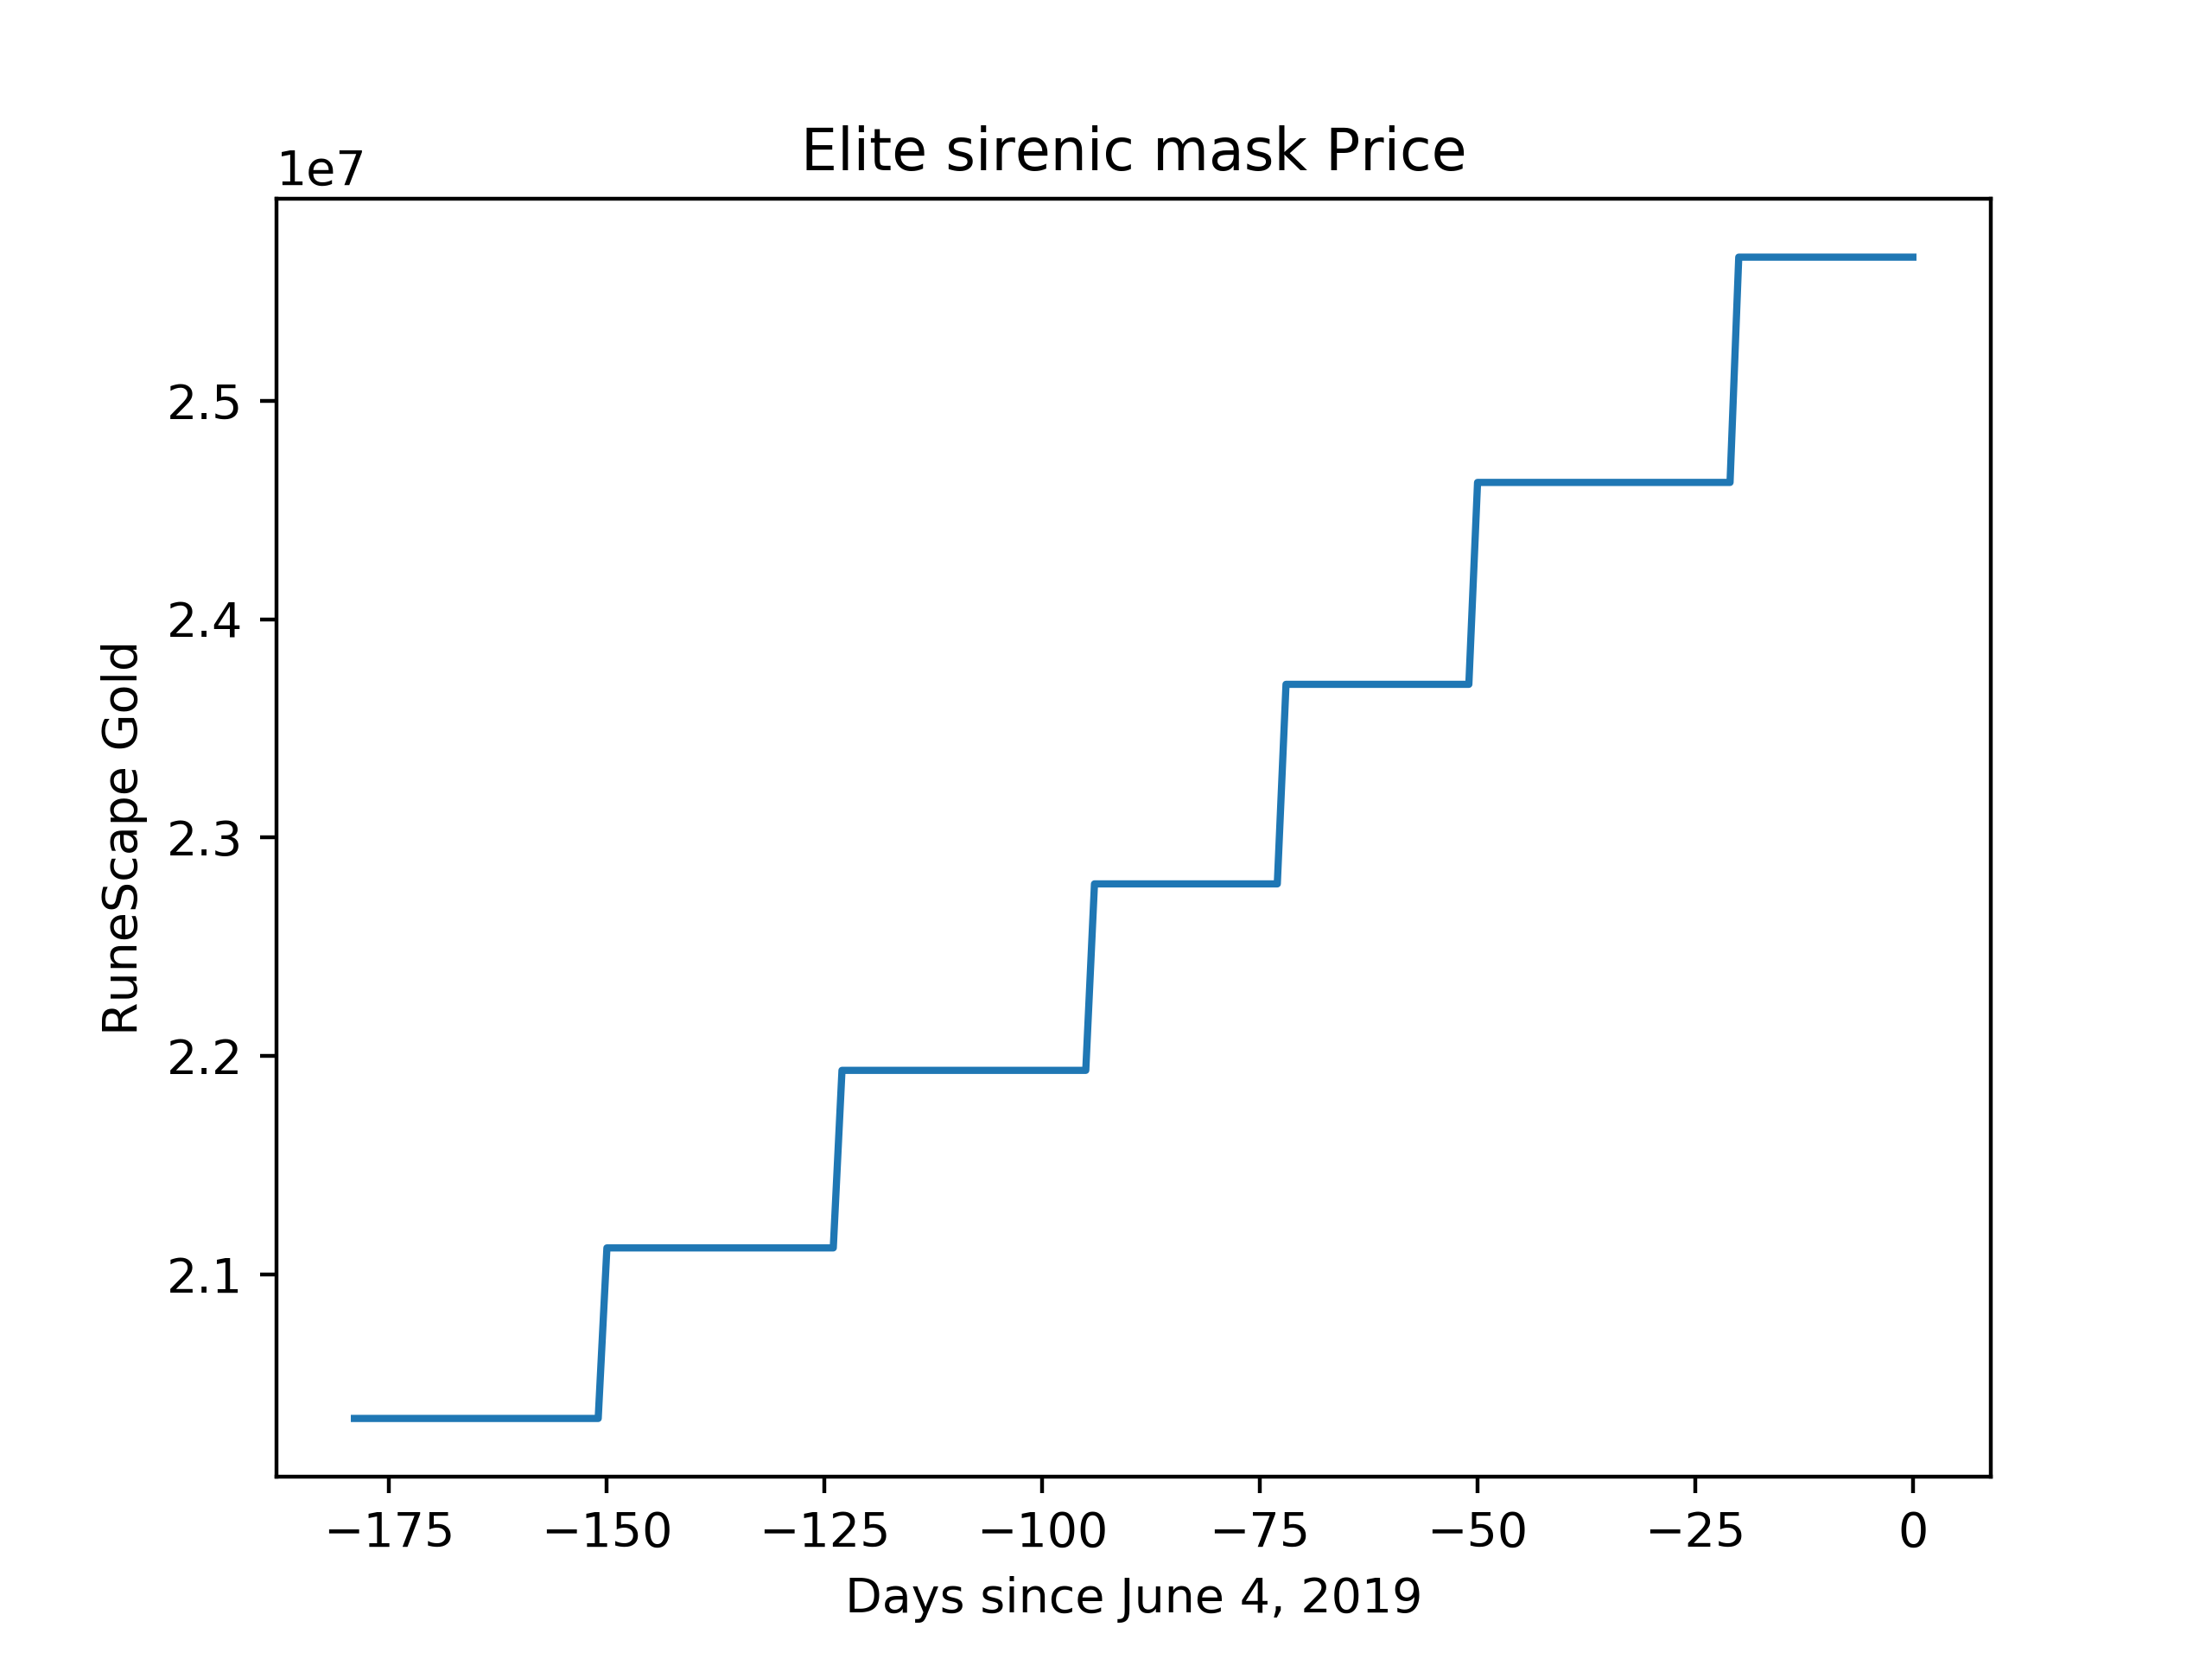 Elite sirenic mask Price
1e7
RuneScape Gold
2.5
2.4
2.3
2.2
2.1
−175 −150 −125 −100 −75 −50 −25 0
Days since June 4, 2019